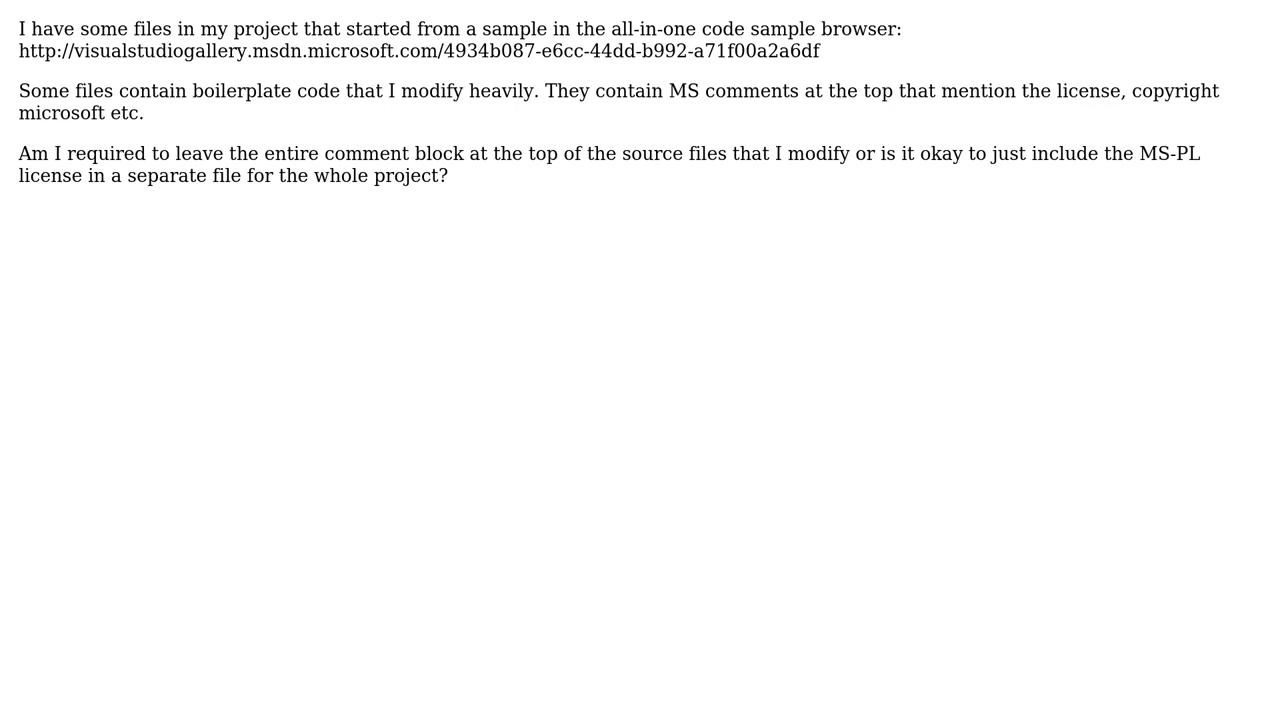 I have some files in my project that started from a sample in the all-in-one code sample browser:
http://visualstudiogallery.msdn.microsoft.com/4934b087-e6cc-44dd-b992-a71f00a2a6df
Some files contain boilerplate code that I modify heavily. They contain MS comments at the top that mention the license, copyright
microsoft etc.
Am I required to leave the entire comment block at the top of the source files that I modify or is it okay to just include the MS-PL
license in a separate file for the whole project?